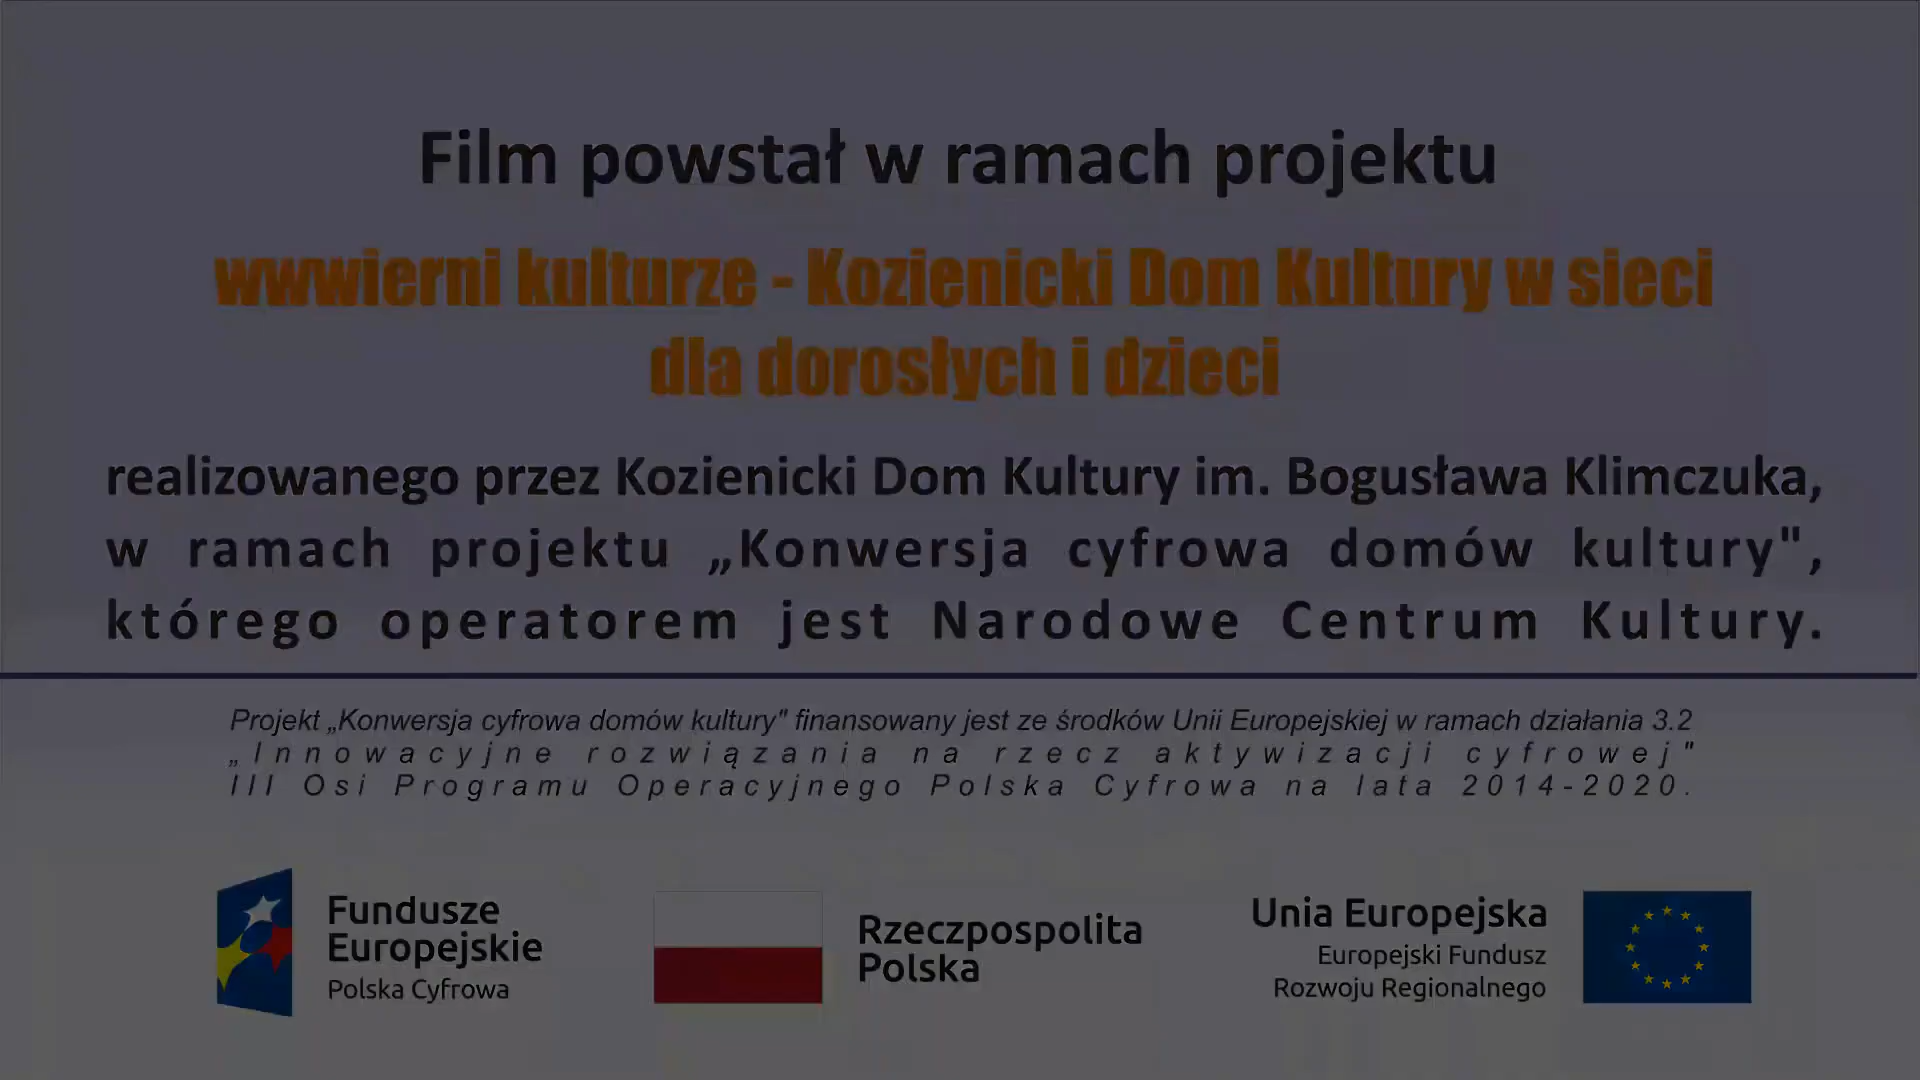 Film powstał w ramach projektu
wwwierni kulturze - Kozienicki Dom Kultury w sieci
dla dorosłych i dzieci
realizowanego przez Kozienicki Dom Kultury im. Bogusława Klimczuka,
w ramach projektu „Konwersja cyfrowa domów kultury",
którego operatorem jest Narodowe Centrum Kultury.
Projekt „Konwersja cyfrowa domów kultury" finansowany jest ze środków Unii Europejskiej w ramach działania 3.2
„Innowacyjne rozwiązania na rzecz aktywizacji cyfrowej"
III Osi Programu Operacyjnego Polska Cyfrowa na lata 2014-2020.
Fundusze
Europejskie
Polska Cyfrowa
Rzeczpospolita
Polska
Unia Europejska
Europejski Fundusz
Rozwoju Regionalnego